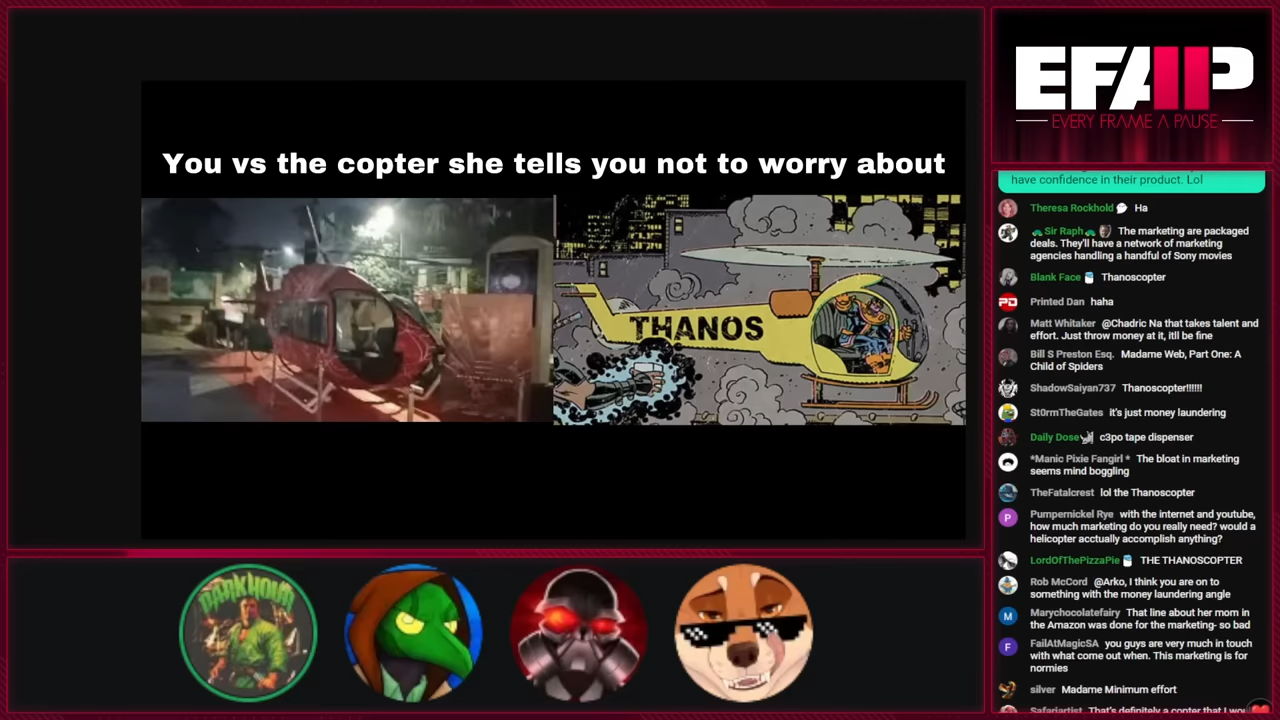 You vs the copter she tells you not to worry about
THANOS
DARKHOUR
EFAP
EVERY FRAME A PAUSE
have confidence in their product. Lol
Theresa Rockhold Ha
Sir Raph The marketing are packaged
deals. They'll have a network of marketing
agencies handling a handful of Sony movies
Blank Face Thanoscopter
PD Printed Dan haha
Matt Whitaker @Chadric Na that takes talent and
effort. Just throw money at it, itll be fine
Bill S Preston Esq. Madame Web, Part One: A
Child of Spiders
ShadowSaiyan737 Thanoscopter!!!!!!
St0rmTheGates it's just money laundering
Daily Dose c3po tape dispenser
*Manic Pixie Fangirl * The bloat in marketing
seems mind boggling
TheFatalcrest lol the Thanoscopter
P Pumpernickel Rye with the internet and youtube,
how much marketing do you really need? would a
helicopter acctually accomplish anything?
LordOfThePizzaPie THE THANOSCOPTER
Rob McCord @Arko, I think you are on to
something with the money laundering angle
M Marychocolatefairy That line about her mom in
the Amazon was done for the marketing- so bad
F FailAtMagicSA you guys are very much in touch
with what come out when. This marketing is for
normies
silver Madame Minimum effort
Safariartist That's definitely a copter that I